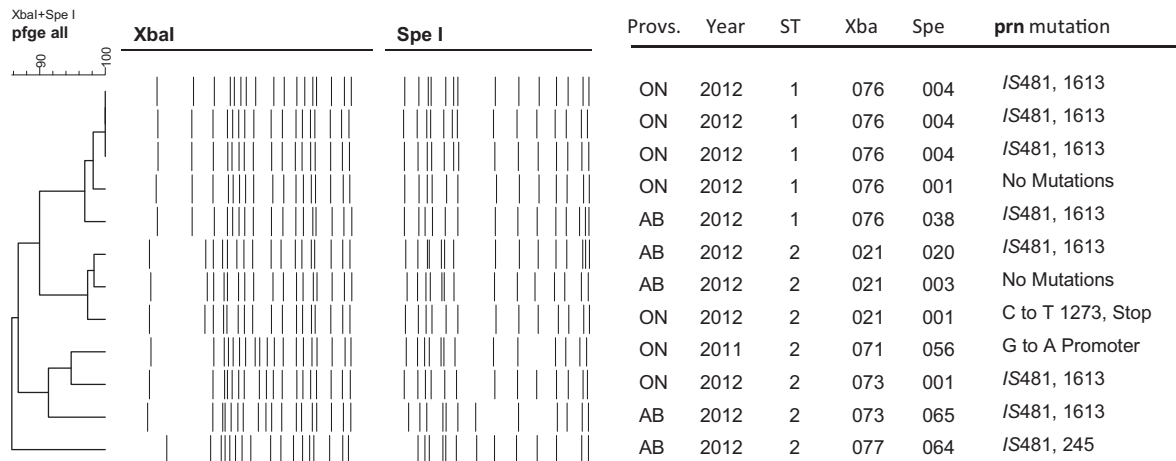 XbaI+Spe I
pfge all XbaI Spe I Provs. Year ST Xba Spe prn mutation
90 100
ON 2012 1 076 004 IS481, 1613
ON 2012 1 076 004 IS481, 1613
ON 2012 1 076 004 IS481, 1613
ON 2012 1 076 001 No Mutations
AB 2012 1 076 038 IS481, 1613
AB 2012 2 021 020 IS481, 1613
AB 2012 2 021 003 No Mutations
ON 2012 2 021 001 C to T 1273, Stop
ON 2011 2 071 056 G to A Promoter
ON 2012 2 073 001 IS481, 1613
AB 2012 2 073 065 IS481, 1613
AB 2012 2 077 064 IS481, 245